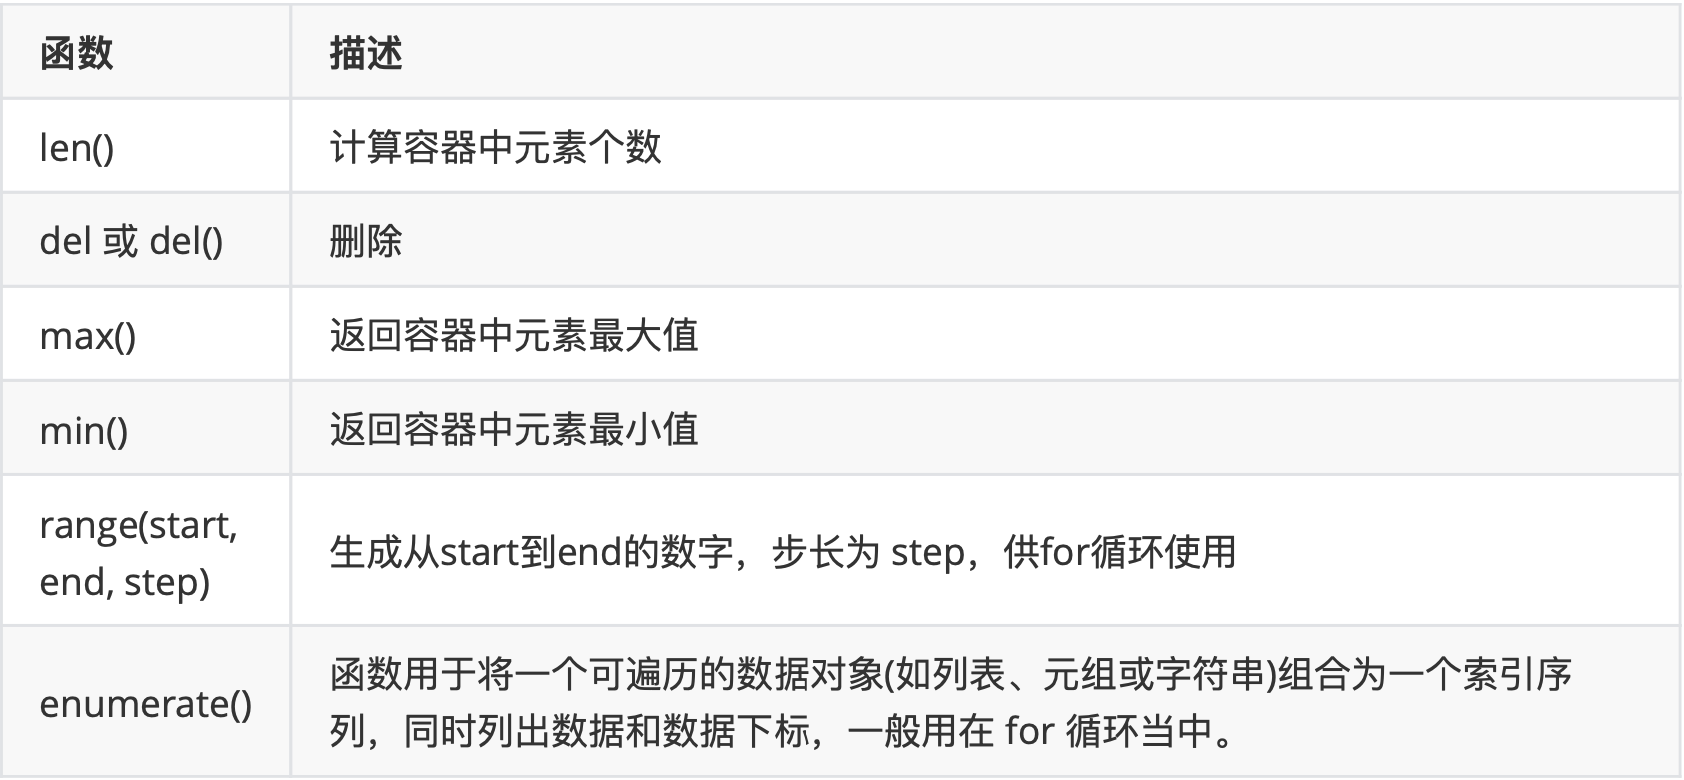 函数
描述
len()
计算容器中元素个数
del 或 del()
删除
max()
返回容器中元素最大值
min()
返回容器中元素最小值
range(start,
end, step)
生成从start到end的数字，步长为 step，供for循环使用
enumerate()
函数用于将一个可遍历的数据对象(如列表、元组或字符串)组合为一个索引序
列，同时列出数据和数据下标，一般用在 for 循环当中。